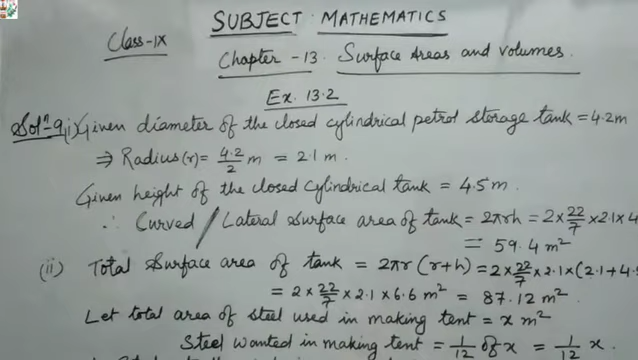 SUBJECT MATHEMATICS
Class-IX
Chapter - 13. Surface Areas and volumes.
Ex. 13.2
Solⁿ-9(i) Given diameter of the closed cylindrical petrol storage tank = 4.2m
⇒ Radius (r) = 4.2/2 m = 2.1 m.
Given height of the closed cylindrical tank = 4.5 m.
∴ Curved / Lateral surface area of tank = 2πrh = 2 × 22/7 × 2.1 × 4
= 59.4 m²
(ii) Total Surface area of tank = 2πr (r+h) = 2 × 22/7 × 2.1 × (2.1 + 4.5
= 2 × 22/7 × 2.1 × 6.6 m² = 87.12 m².
Let total area of steel used in making tent = x m²
Steel wanted in making tent = 1/12 of x = 1/12 x.